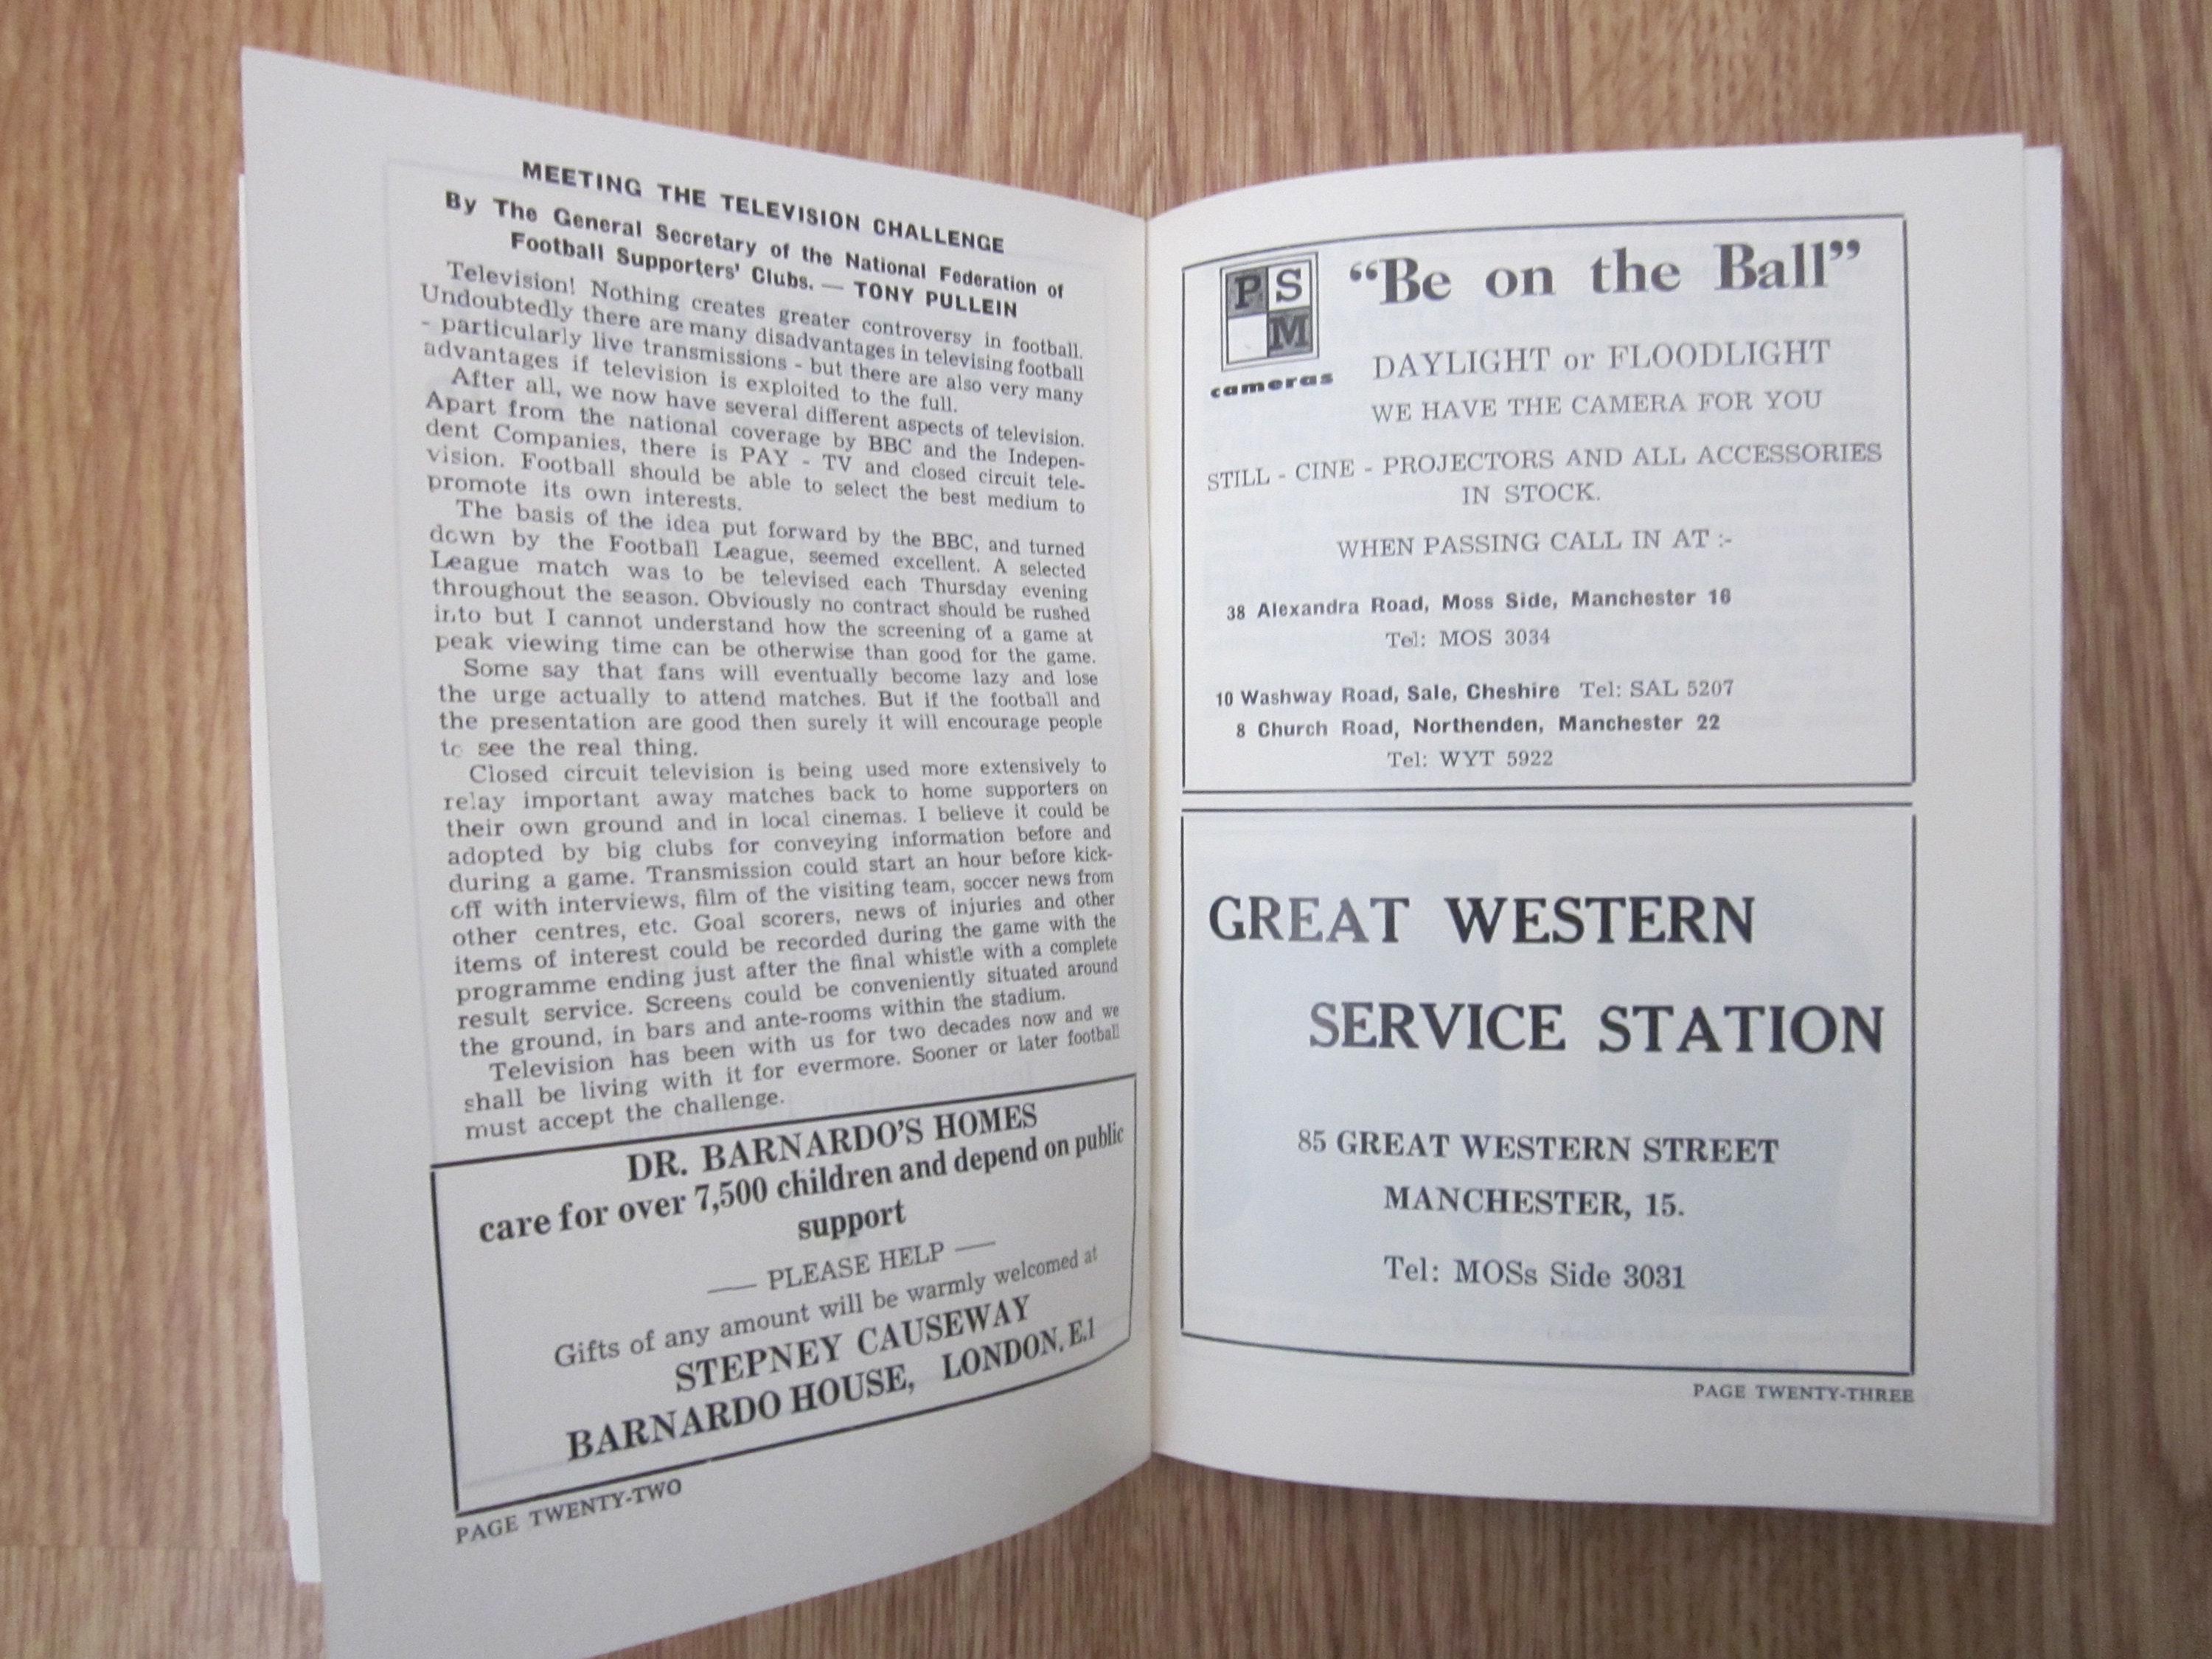 MEETING THE TELEVISION CHALLENGE
By The General Secretary of the National Federation of
Football Supporters' Clubs. — TONY PULLEIN
Television! Nothing creates greater controversy in football.
Undoubtedly there are many disadvantages in televising football
- particularly live transmissions - but there are also very many
advantages if television is exploited to the full.
After all, we now have several different aspects of television.
Apart from the national coverage by BBC and the Indepen-
dent Companies, there is PAY - TV and closed circuit tele-
vision. Football should be able to select the best medium to
promote its own interests.
The basis of the idea put forward by the BBC, and turned
down by the Football League, seemed excellent. A selected
League match was to be televised each Thursday evening
throughout the season. Obviously no contract should be rushed
into but I cannot understand how the screening of a game at
peak viewing time can be otherwise than good for the game.
Some say that fans will eventually become lazy and lose
the urge actually to attend matches. But if the football and
the presentation are good then surely it will encourage people
to see the real thing.
Closed circuit television is being used more extensively to
relay important away matches back to home supporters on
their own ground and in local cinemas. I believe it could be
adopted by big clubs for conveying information before and
during a game. Transmission could start an hour before kick-
off with interviews, film of the visiting team, soccer news from
other centres, etc. Goal scorers, news of injuries and other
items of interest could be recorded during the game with the
programme ending just after the final whistle with a complete
result service. Screens could be conveniently situated around
the ground, in bars and ante-rooms within the stadium.
Television has been with us for two decades now and we
shall be living with it for evermore. Sooner or later football
must accept the challenge.
DR. BARNARDO'S HOMES
care for over 7,500 children and depend on public
support
— PLEASE HELP —
Gifts of any amount will be warmly welcomed at
STEPNEY CAUSEWAY
BARNARDO HOUSE, LONDON, E.1
PAGE TWENTY-TWO
P S
M
cameras
"Be on the Ball"
DAYLIGHT or FLOODLIGHT
WE HAVE THE CAMERA FOR YOU
STILL - CINE - PROJECTORS AND ALL ACCESSORIES
IN STOCK.
WHEN PASSING CALL IN AT :-
38 Alexandra Road, Moss Side, Manchester 16
Tel: MOS 3034
10 Washway Road, Sale, Cheshire Tel: SAL 5207
8 Church Road, Northenden, Manchester 22
Tel: WYT 5922
GREAT WESTERN
SERVICE STATION
85 GREAT WESTERN STREET
MANCHESTER, 15.
Tel: MOSs Side 3031
PAGE TWENTY-THREE